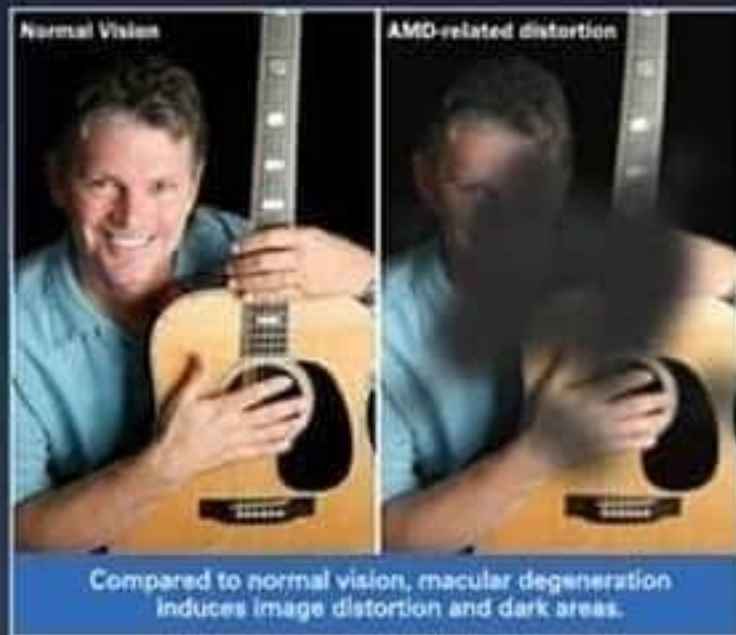 Normal Vision
AMD-related distortion
Compared to normal vision, macular degeneration
induces image distortion and dark areas.